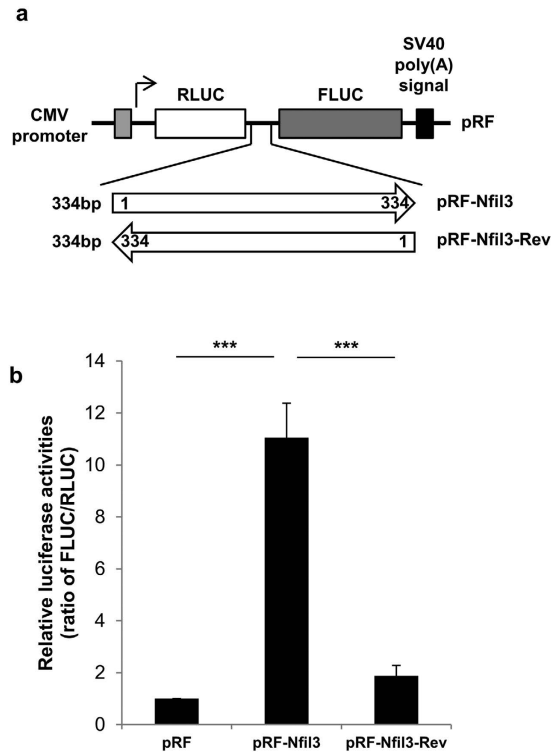 a
SV40
poly(A)
signal
RLUC
FLUC
CMV
promoter
pRF
334bp
1
334
pRF-Nfil3
334bp
334
1
pRF-Nfil3-Rev
b
***
***
Relative luciferase activities
(ratio of FLUC/RLUC)
14
12
10
8
6
4
2
0
pRF
pRF-Nfil3
pRF-Nfil3-Rev